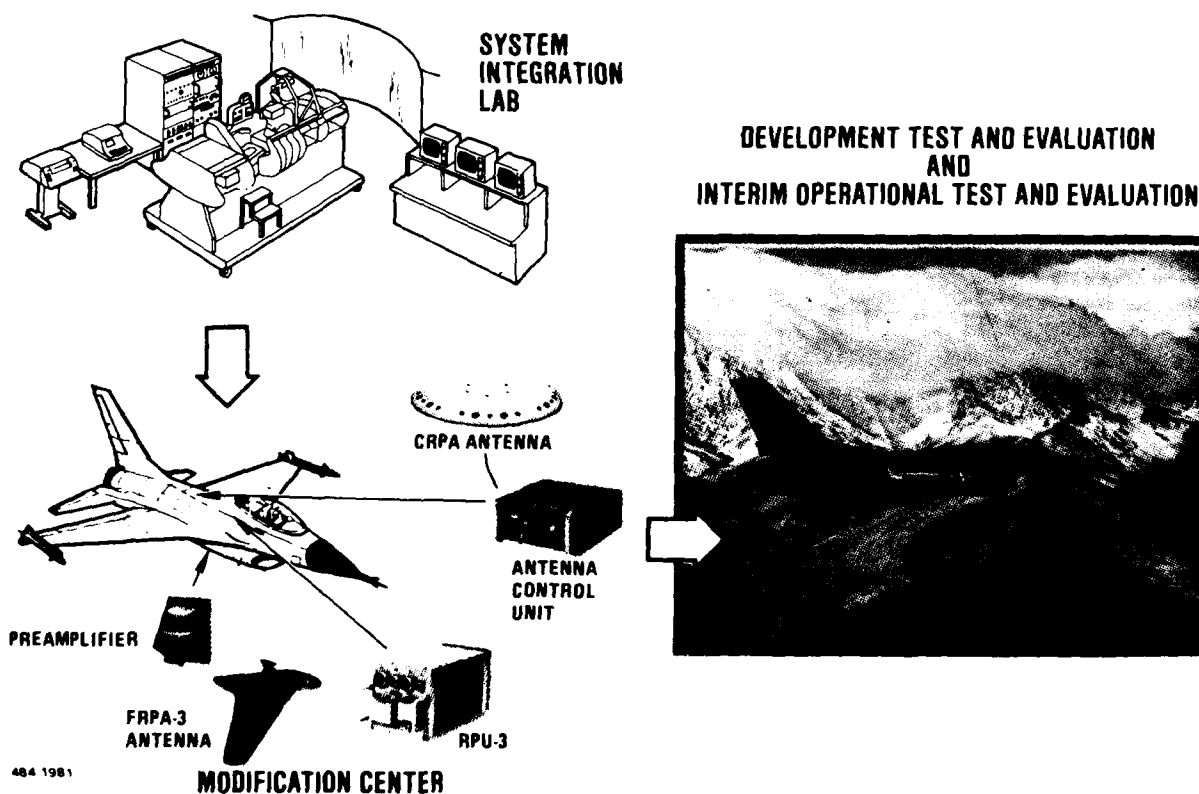 SYSTEM
INTEGRATION
LAB
DEVELOPMENT TEST AND EVALUATION
AND
INTERIM OPERATIONAL TEST AND EVALUATION
CRPA ANTENNA
ANTENNA
CONTROL
UNIT
PREAMPLIFIER
FRPA-3
ANTENNA
RPU-3
484 1981
MODIFICATION CENTER